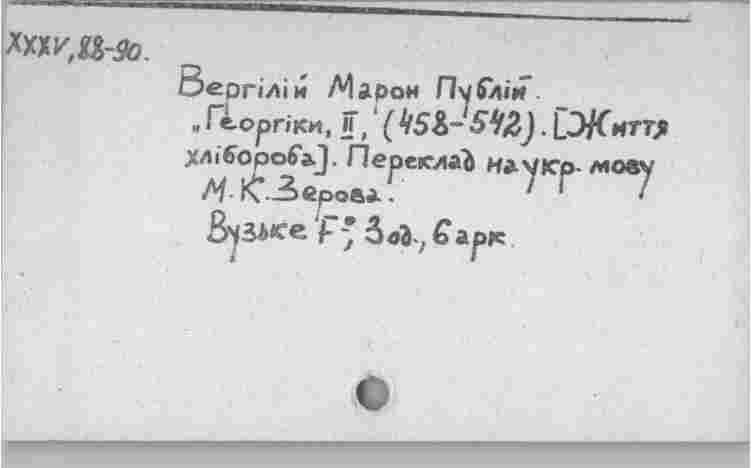 XXXV, 88-90.
Вергілій Марон Публій.
„Георгіки, II, (458-542). [Життя
хлібороба]. Переклад на укр. мову
М. К. Зерова.
Вузьке F°, 3 од., 6 арк.